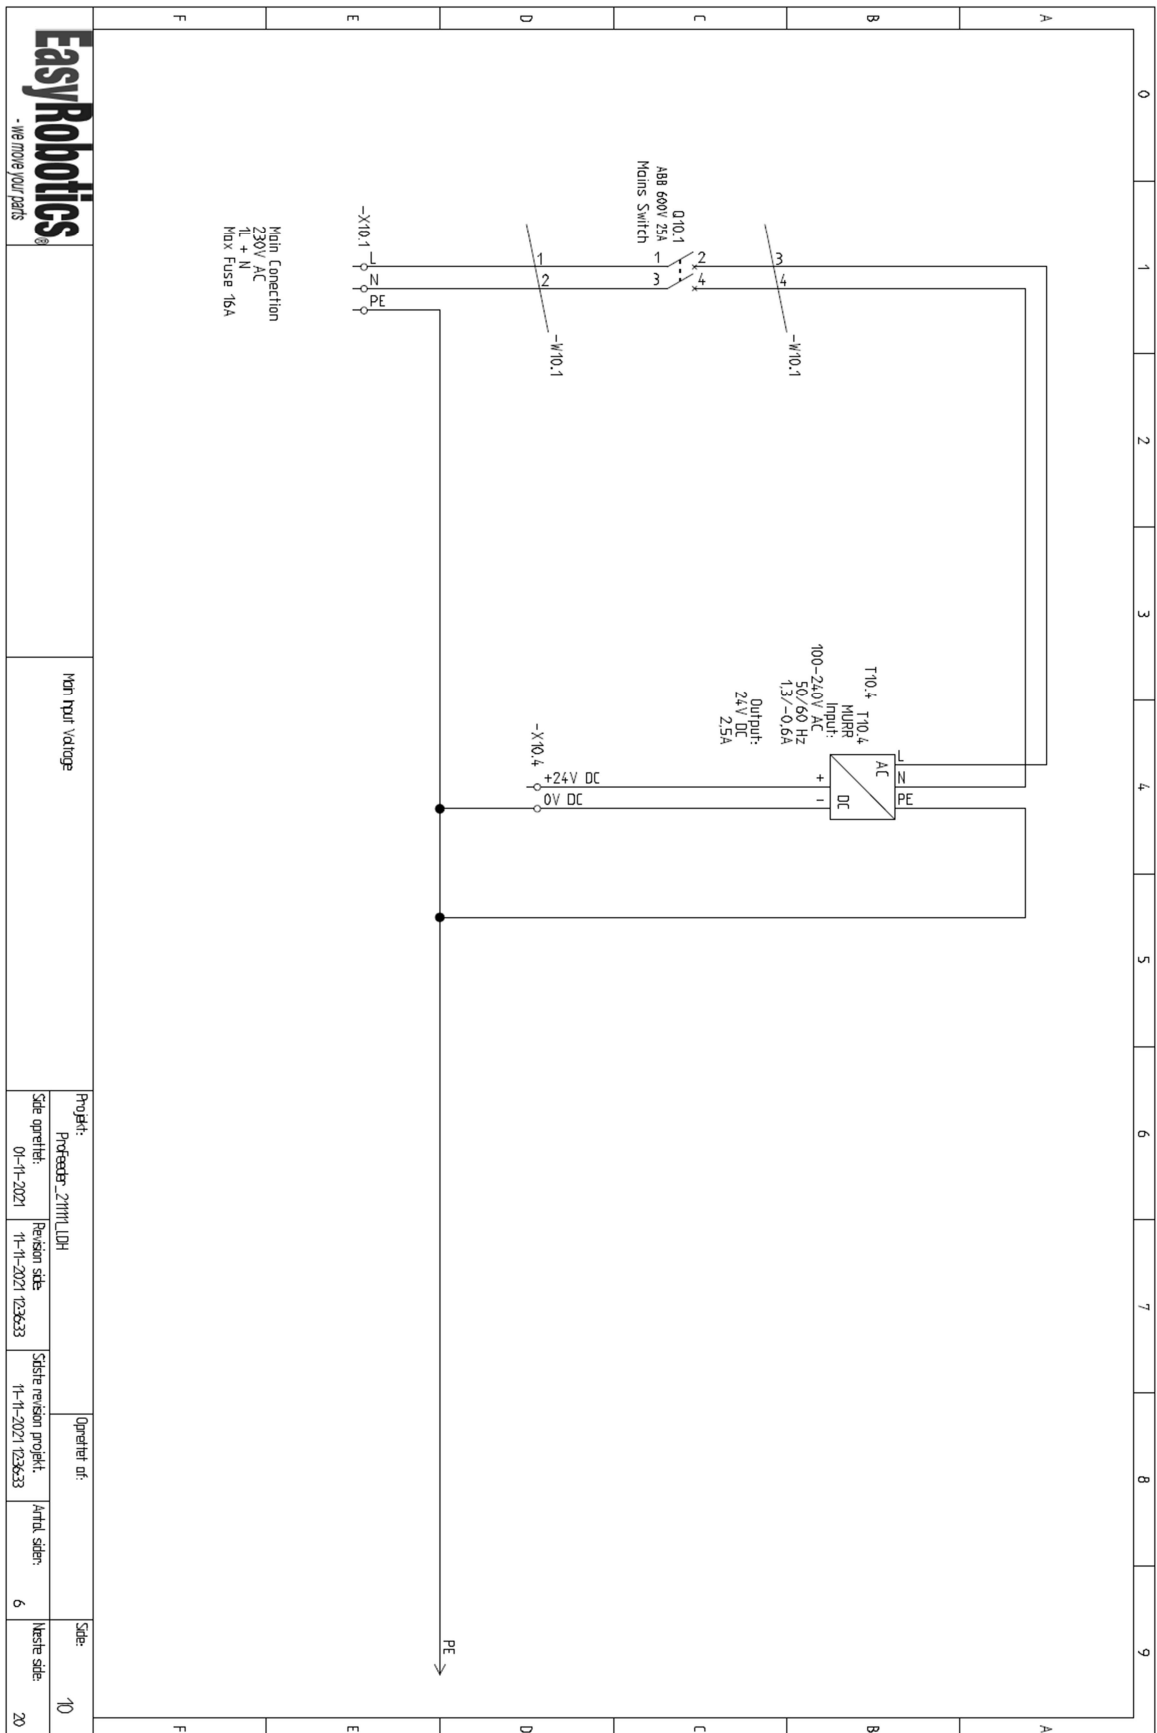 0
1
2
3
4
5
6
7
8
9
A
A
B
B
C
C
D
D
E
E
F
F
T10.4
T10.4
MURR
Input:
100-240V AC
50/60 Hz
1,3/-0,6A
Output:
24V DC
2,5A
L
N
PE
AC
DC
+
-
3
4
-W10.1
Q10.1
ABB 600V 25A
Mains Switch
1
2
3
4
1
2
-W10.1
-X10.4
+24V DC
0V DC
-X10.1
L
N
PE
PE
Main Conection
230V AC
1L + N
Max Fuse 16A
EasyRobotics®
- we move your parts
Main Input Voltage
Projekt:
ProFeeder_211111_LDH
Oprettet af:
Side:
10
Side oprettet:
01-11-2021
Revision side:
11-11-2021 12:36:33
Sidste revision projekt:
11-11-2021 12:36:33
Antal sider:
6
Næste side:
20